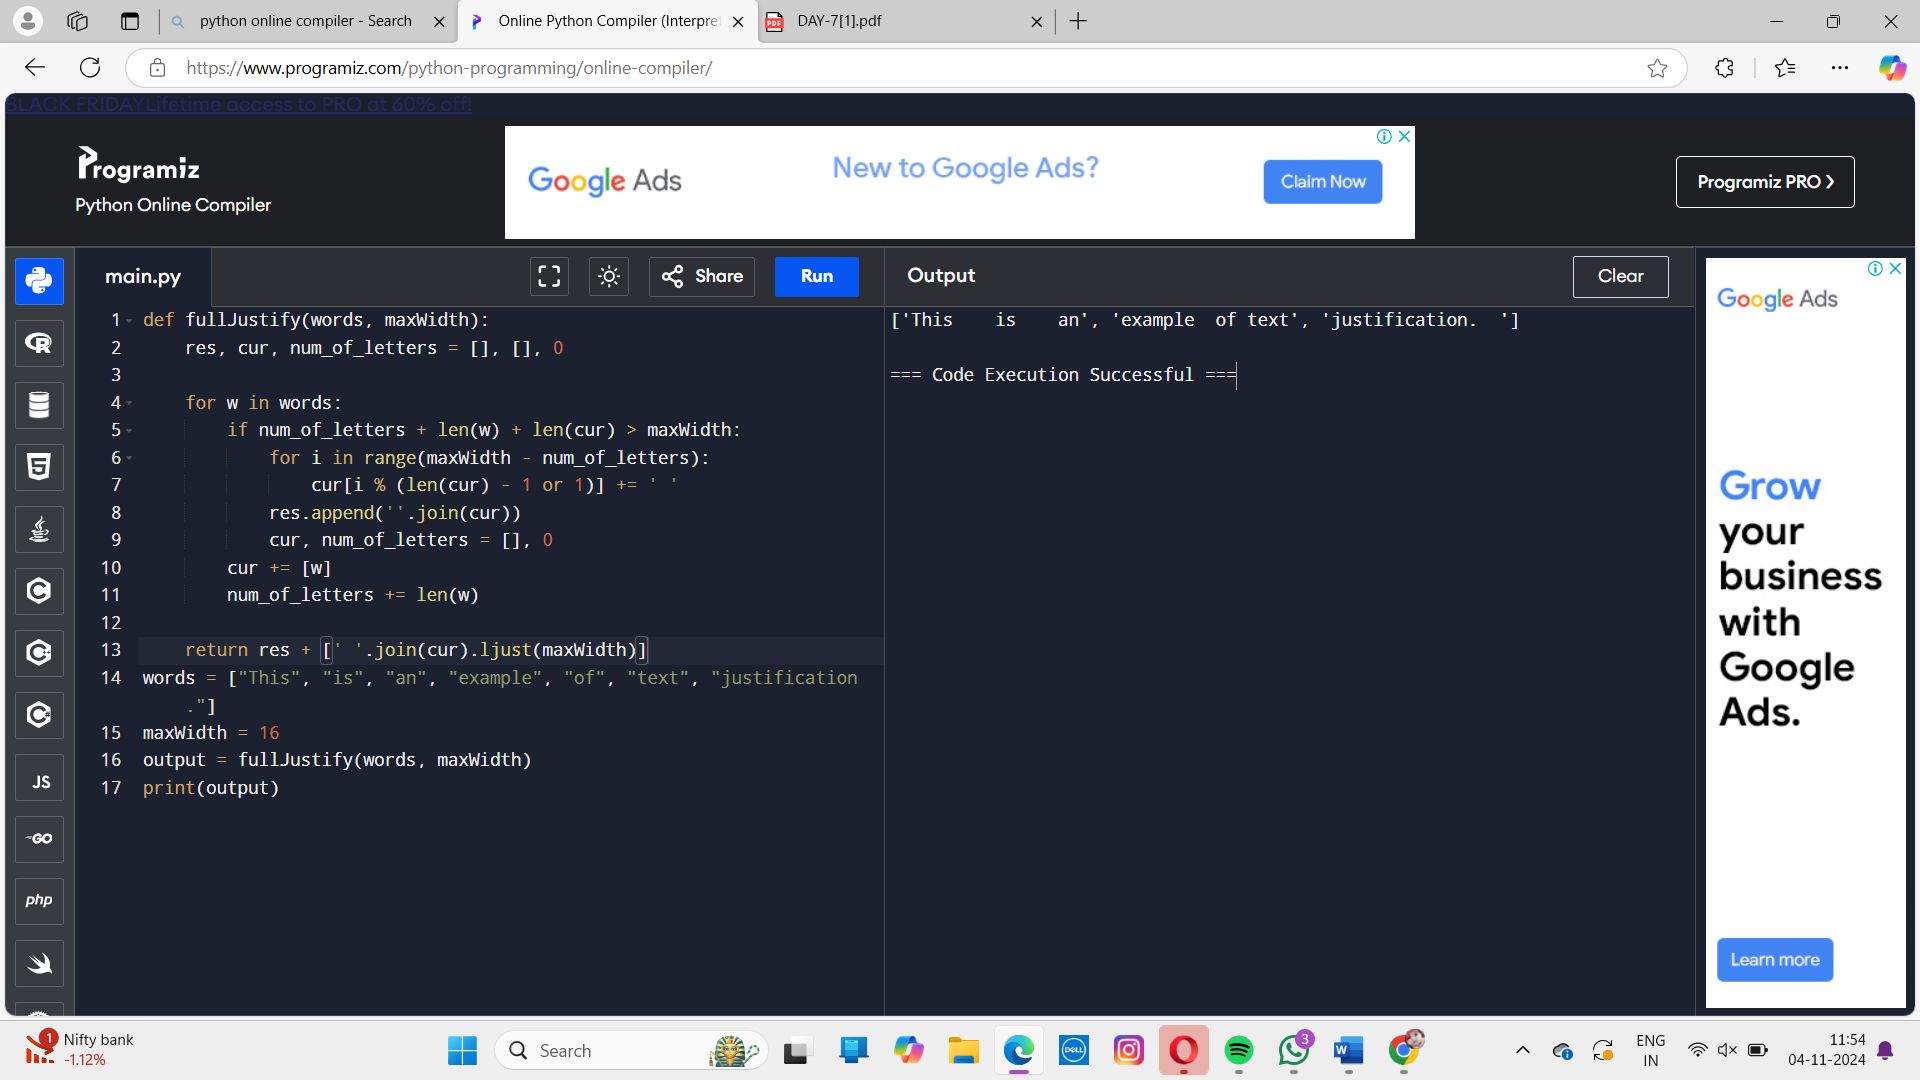 python online compiler - Search
Online Python Compiler (Interpre
DAY-7[1].pdf
https://www.programiz.com/python-programming/online-compiler/
BLACK FRIDAYLifetime access to PRO at 60% off!
Programiz
Python Online Compiler
Google Ads
New to Google Ads?
Claim Now
Programiz PRO ❯
main.py
Share
Run
Output
Clear
1 def fullJustify(words, maxWidth):
2     res, cur, num_of_letters = [], [], 0
3
4     for w in words:
5         if num_of_letters + len(w) + len(cur) > maxWidth:
6             for i in range(maxWidth - num_of_letters):
7                 cur[i % (len(cur) - 1 or 1)] += ' '
8             res.append(''.join(cur))
9             cur, num_of_letters = [], 0
10         cur += [w]
11         num_of_letters += len(w)
12
13     return res + [' '.join(cur).ljust(maxWidth)]
14 words = ["This", "is", "an", "example", "of", "text", "justification
."]
15 maxWidth = 16
16 output = fullJustify(words, maxWidth)
17 print(output)
['This    is    an', 'example  of text', 'justification.  ']
=== Code Execution Successful ===
Google Ads
Grow
your
business
with
Google
Ads.
Learn more
JS
GO
php
1
Nifty bank
-1.12%
Search
DELL
3
W
ENG
IN
11:54
04-11-2024